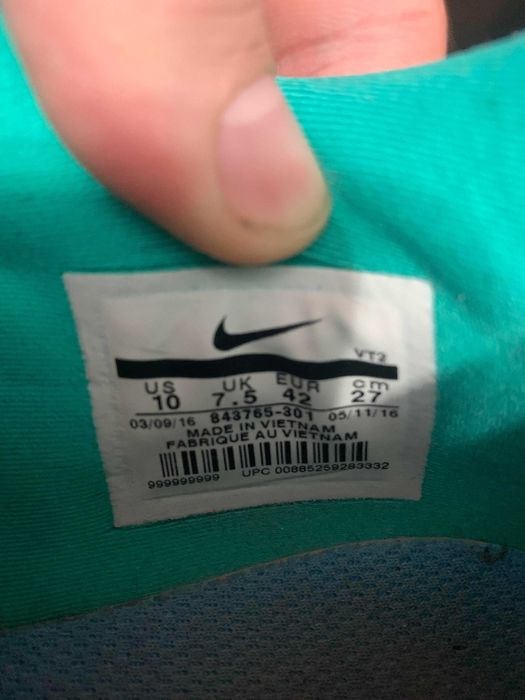 VT2
US UK EUR cm
10 7.5 42 27
03/09/16 843765-301 05/11/16
MADE IN VIETNAM
FABRIQUE AU VIETNAM
999999999 UPC 00885259283332